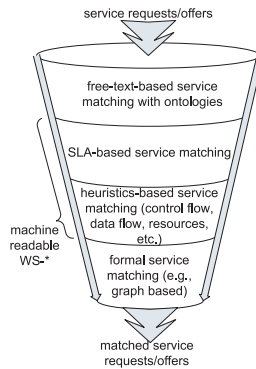 service requests/offers
free-text-based service
matching with ontologies
SLA-based service matching
heuristics-based service
matching (control flow,
data flow, resources,
etc.)
machine
readable
WS-*
formal service
matching (e.g.,
graph based)
matched service
requests/offers